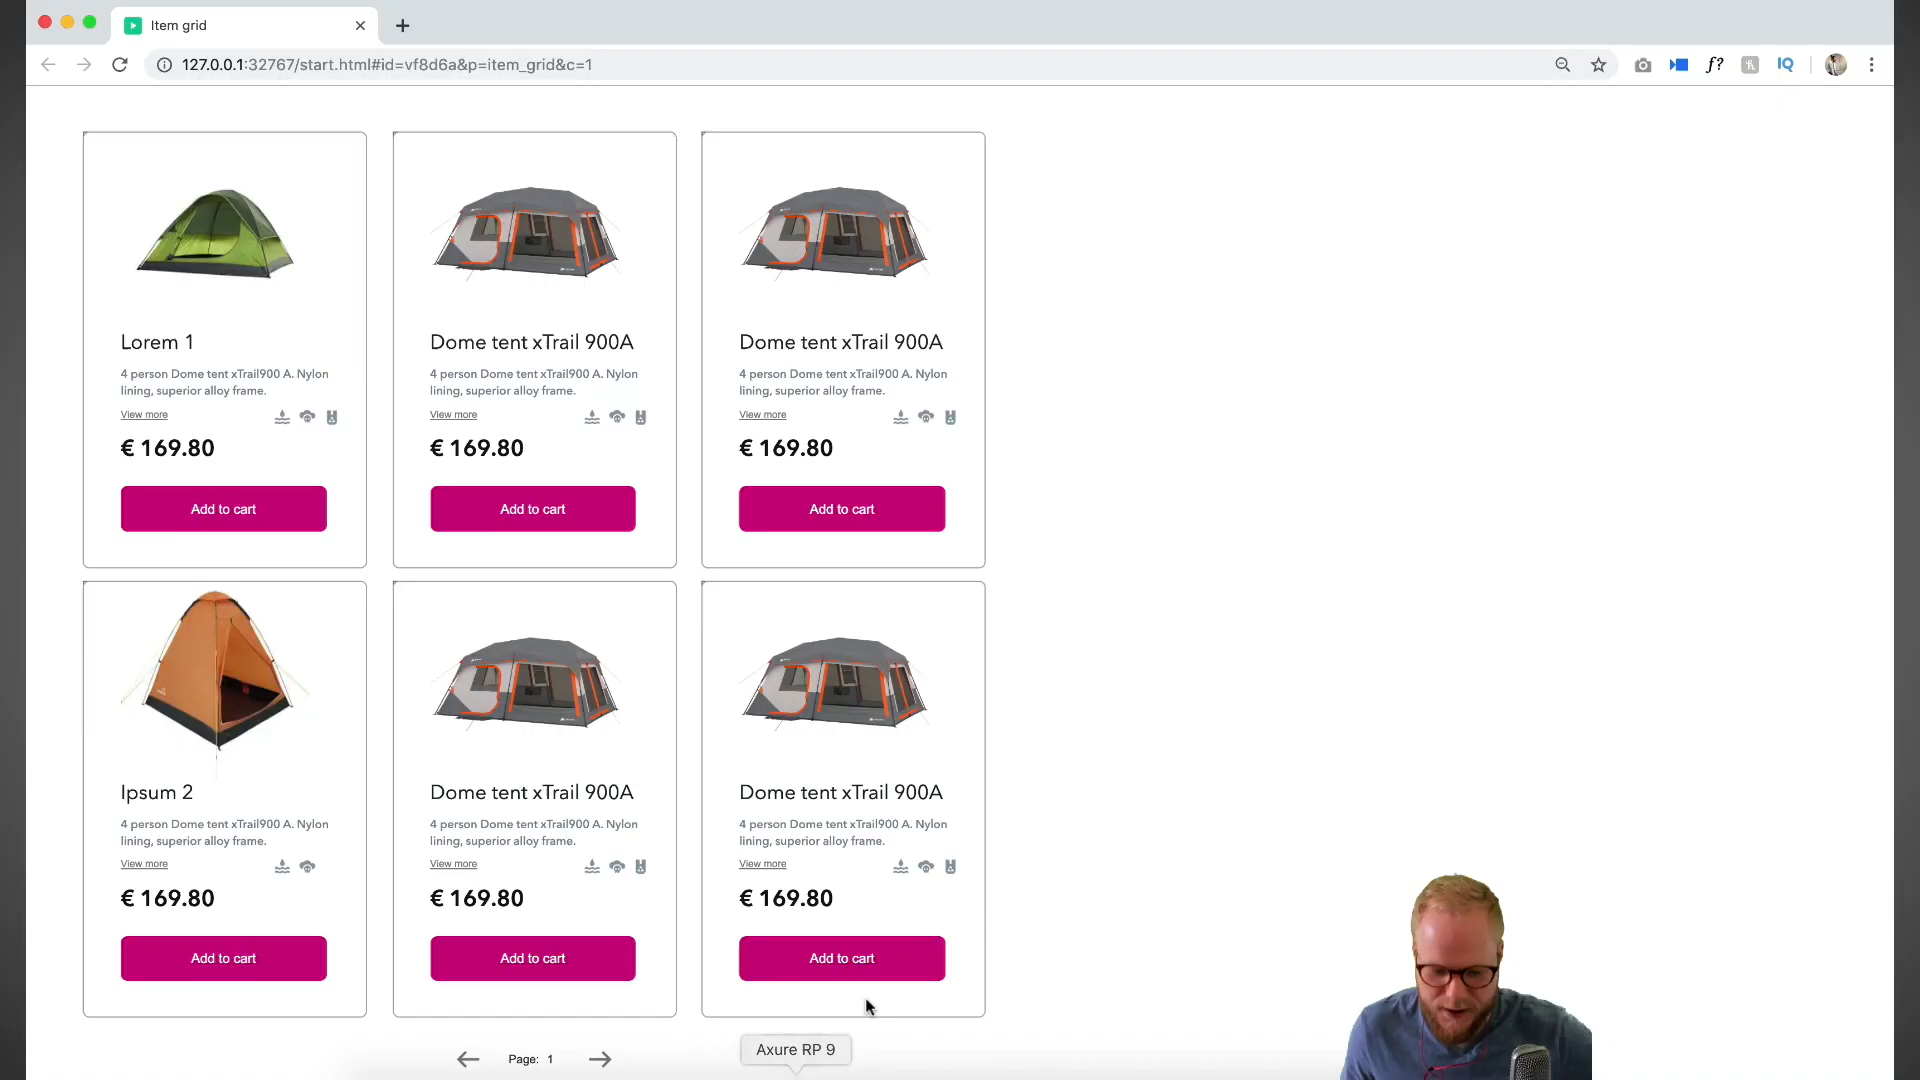 Item grid
127.0.0.1:32767/start.html#id=vf8d6a&p=item_grid&c=1
f?
IQ
Lorem 1
4 person Dome tent xTrail900 A. Nylon
lining, superior alloy frame.
View more
€ 169.80
Add to cart
Dome tent xTrail 900A
4 person Dome tent xTrail900 A. Nylon
lining, superior alloy frame.
View more
€ 169.80
Add to cart
Dome tent xTrail 900A
4 person Dome tent xTrail900 A. Nylon
lining, superior alloy frame.
View more
€ 169.80
Add to cart
Ipsum 2
4 person Dome tent xTrail900 A. Nylon
lining, superior alloy frame.
View more
€ 169.80
Add to cart
Dome tent xTrail 900A
4 person Dome tent xTrail900 A. Nylon
lining, superior alloy frame.
View more
€ 169.80
Add to cart
Dome tent xTrail 900A
4 person Dome tent xTrail900 A. Nylon
lining, superior alloy frame.
View more
€ 169.80
Add to cart
Page: 1
Axure RP 9